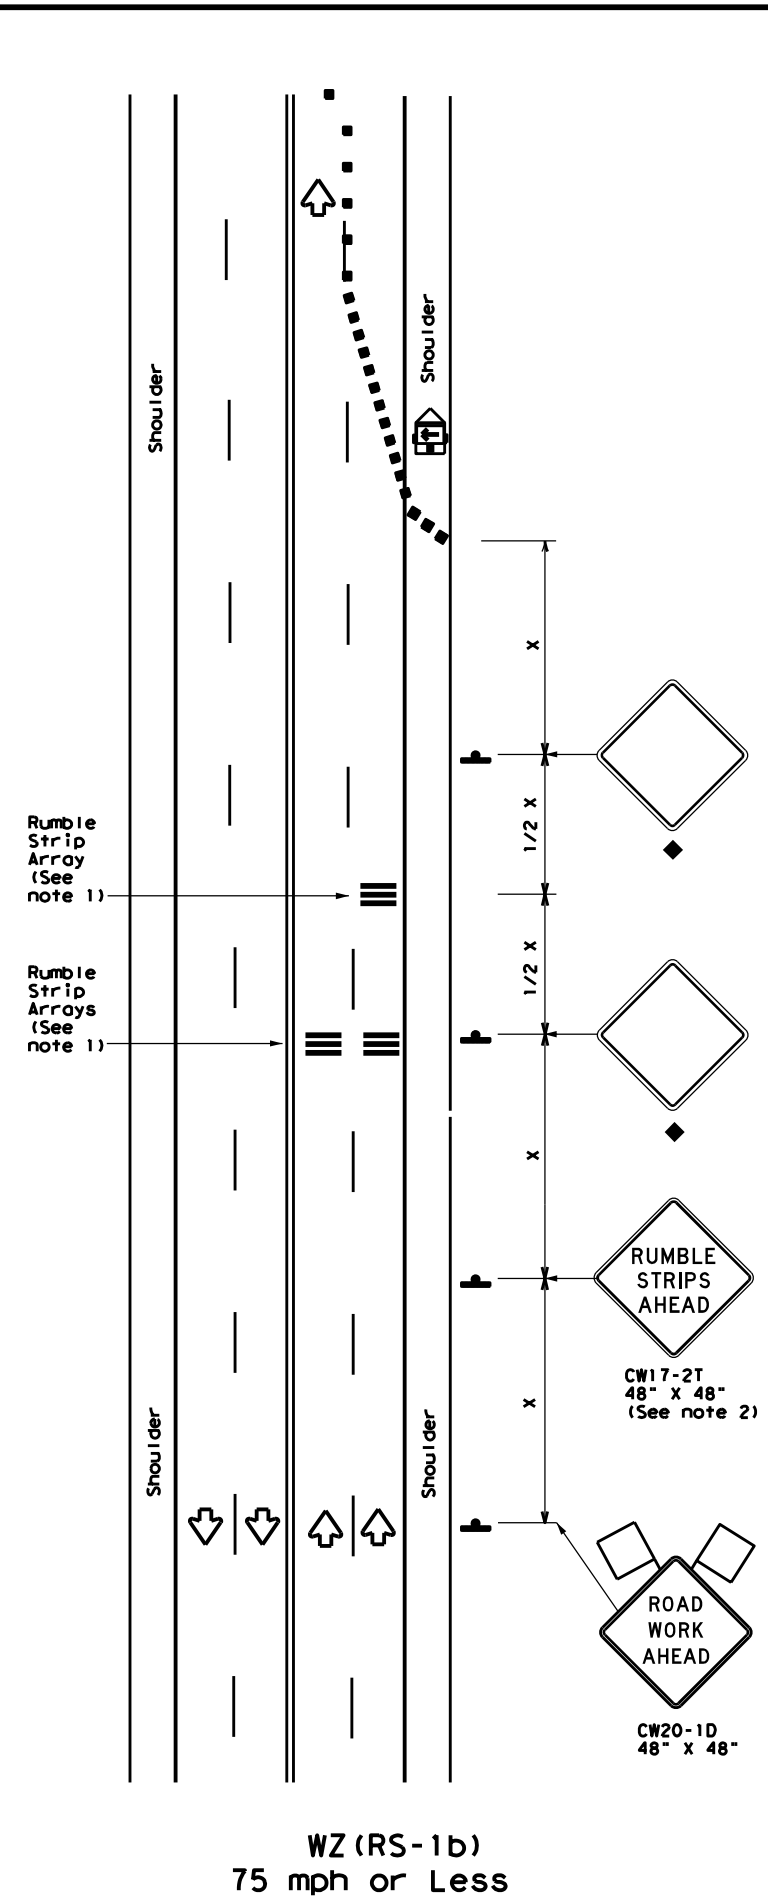 Shoulder
Shoulder
X
Rumble
Strip
Array
(See
note 1)
1/2 X
1/2 X
Rumble
Strip
Arrays
(See
note 1)
X
RUMBLE
STRIPS
AHEAD
CW17-2T
48" X 48"
(See note 2)
X
Shoulder
Shoulder
ROAD
WORK
AHEAD
CW20-1D
48" X 48"
WZ(RS-1b)
75 mph or Less